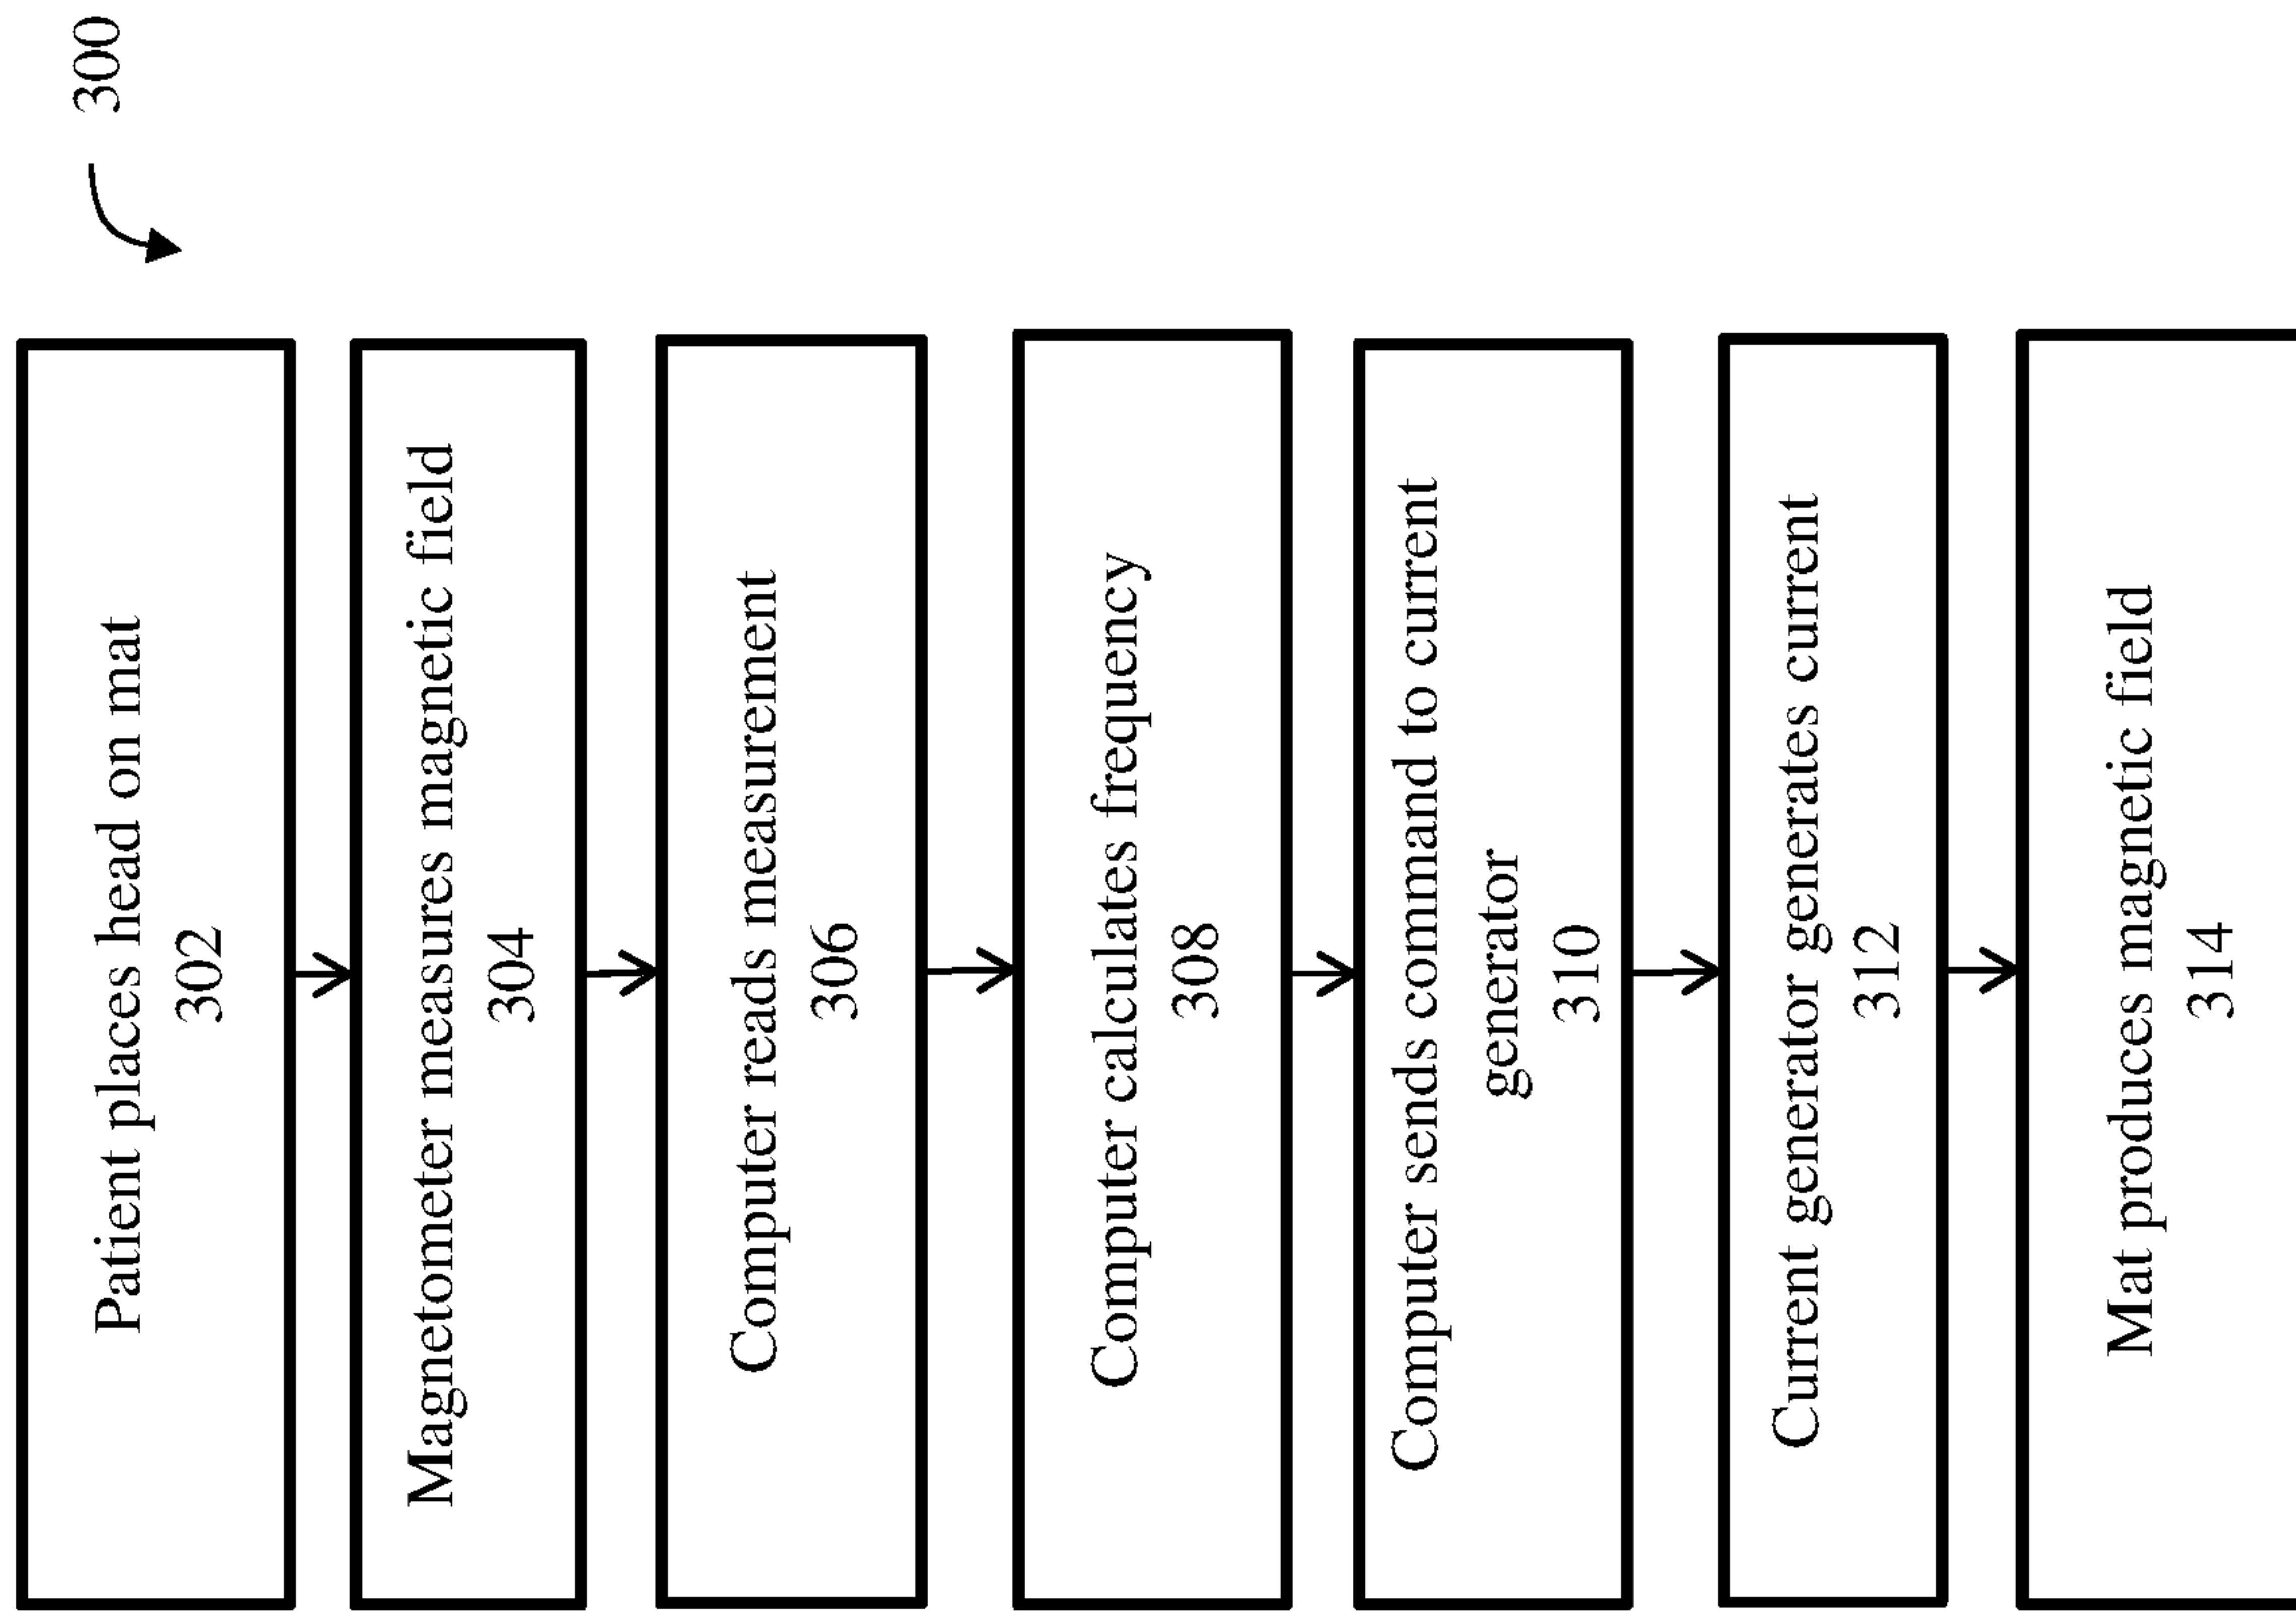 300
Patient places head on mat
302
Magnetometer measures magnetic field
304
Computer reads measurement
306
Computer calculates frequency
308
Computer sends command to current
generator
310
Current generator generates current
312
Mat produces magnetic field
314